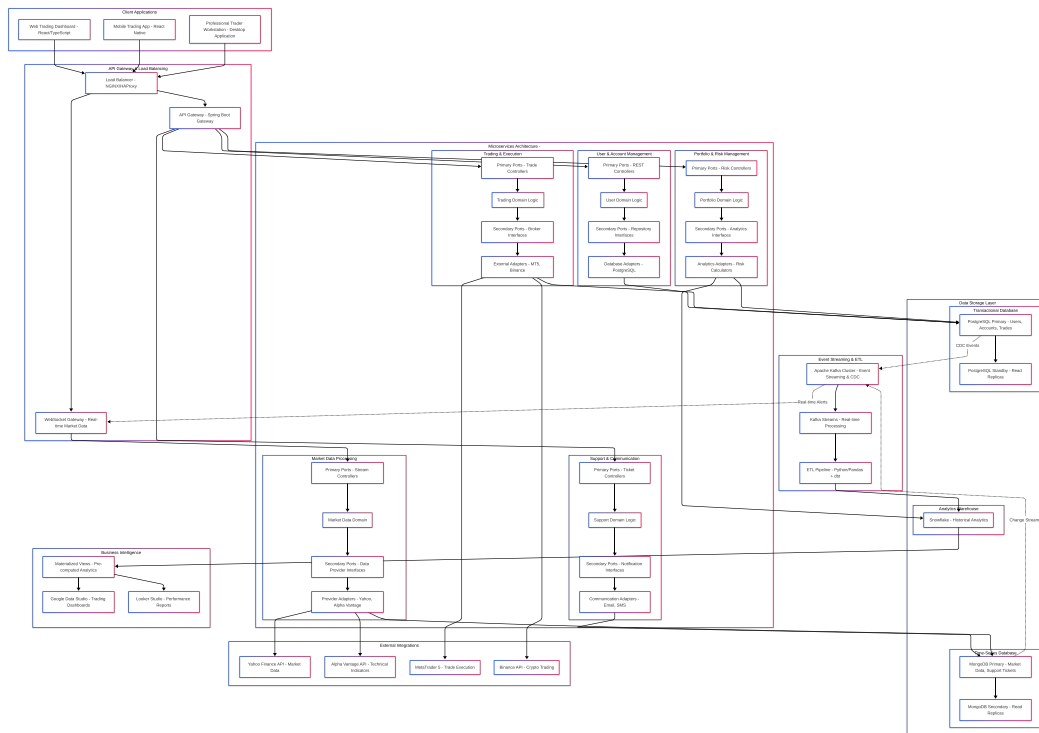 Client Applications
Web Trading Dashboard -
React/TypeScript
Mobile Trading App - React
Native
Professional Trader
Workstation - Desktop
Application
API Gateway & Load Balancing
Load Balancer -
NGINX/HAProxy
API Gateway - Spring Boot
Gateway
WebSocket Gateway - Real-
time Market Data
Microservices Architecture -
Trading & Execution
Primary Ports - Trade
Controllers
Trading Domain Logic
Secondary Ports - Broker
Interfaces
External Adapters - MT5,
Binance
User & Account Management
Primary Ports - REST
Controllers
User Domain Logic
Secondary Ports - Repository
Interfaces
Database Adapters -
PostgreSQL
Portfolio & Risk Management
Primary Ports - Risk Controllers
Portfolio Domain Logic
Secondary Ports - Analytics
Interfaces
Analytics Adapters - Risk
Calculators
Data Storage Layer
Transactional Database
PostgreSQL Primary - Users,
Accounts, Trades
PostgreSQL Standby - Read
Replicas
CDC Events
Event Streaming & ETL
Apache Kafka Cluster - Event
Streaming & CDC
Real-time Alerts
Kafka Streams - Real-time
Processing
ETL Pipeline - Python/Pandas
+ dbt
Analytics Warehouse
Snowflake - Historical Analytics
Change Stream
Market Data Processing
Primary Ports - Stream
Controllers
Market Data Domain
Secondary Ports - Data
Provider Interfaces
Provider Adapters - Yahoo,
Alpha Vantage
Support & Communication
Primary Ports - Ticket
Controllers
Support Domain Logic
Secondary Ports - Notification
Interfaces
Communication Adapters -
Email, SMS
Business Intelligence
Materialized Views - Pre-
computed Analytics
Google Data Studio - Trading
Dashboards
Looker Studio - Performance
Reports
External Integrations
Yahoo Finance API - Market
Data
Alpha Vantage API - Technical
Indicators
MetaTrader 5 - Trade Execution
Binance API - Crypto Trading
Time-Series Database
MongoDB Primary - Market
Data, Support Tickets
MongoDB Secondary - Read
Replicas